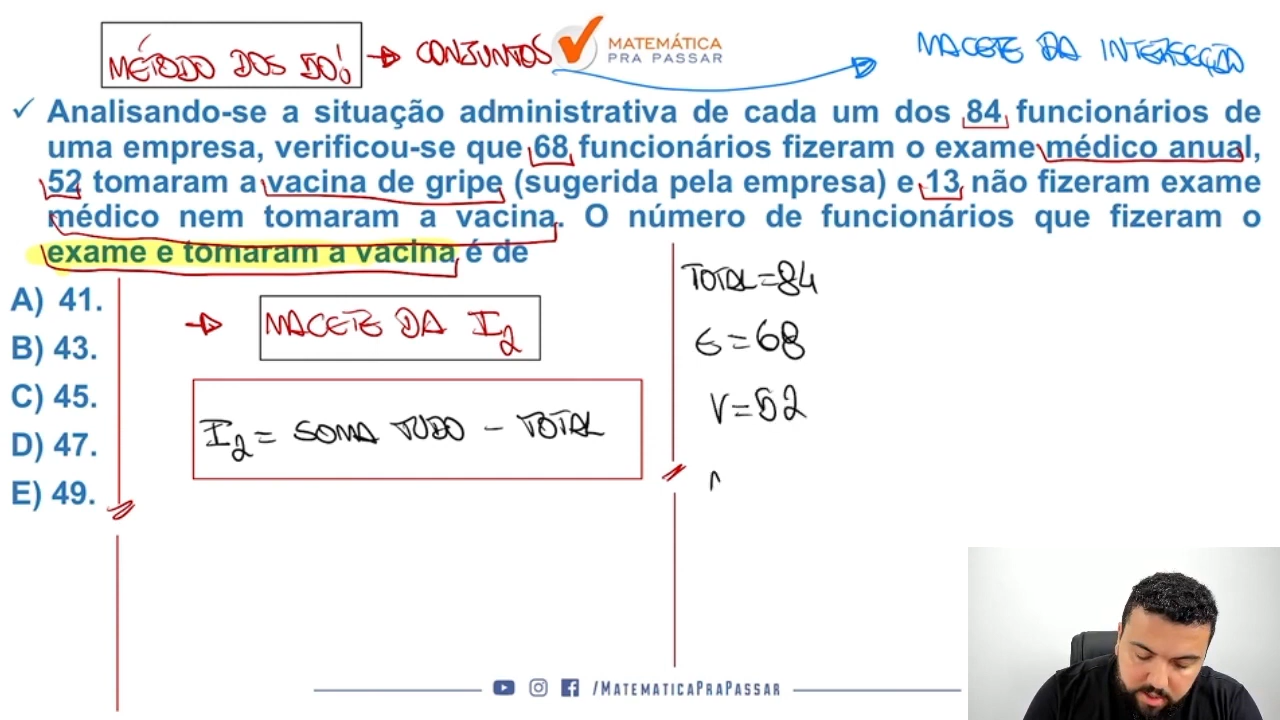 MÉTODO DOS 100! → CONJUNTOS
MATEMÁTICA
PRA PASSAR
MACETE DA INTERSECÇÃO
✓ Analisando-se a situação administrativa de cada um dos 84 funcionários de
uma empresa, verificou-se que 68 funcionários fizeram o exame médico anual,
52 tomaram a vacina de gripe (sugerida pela empresa) e 13 não fizeram exame
médico nem tomaram a vacina. O número de funcionários que fizeram o
exame e tomaram a vacina é de
A) 41.
B) 43.
C) 45.
D) 47.
E) 49.
→ MACETE DA I2
I2 = SOMA TUDO - TOTAL
TOTAL=84
E=68
V=52
/MATEMATICAPRAPASSAR